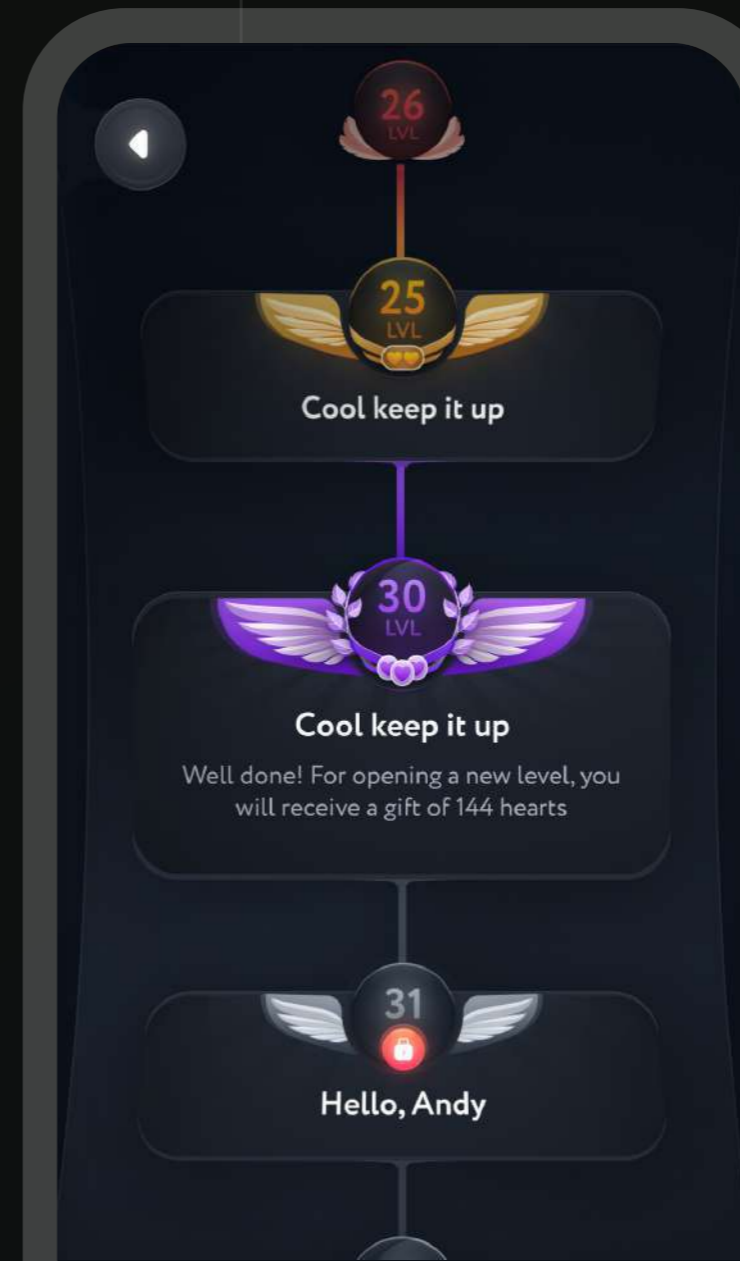 26
LVL
25
LVL
Cool keep it up
30
LVL
Cool keep it up
Well done! For opening a new level, you
will receive a gift of 144 hearts
31
Hello, Andy